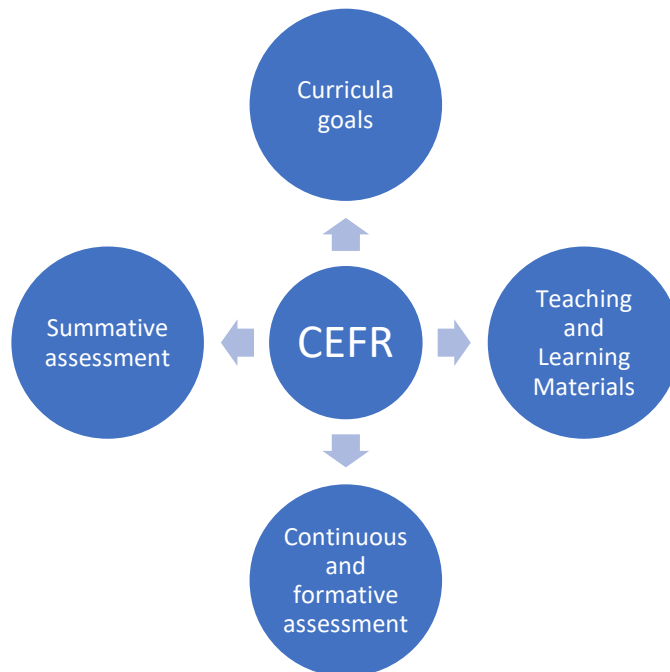 Curricula
goals
Summative
assessment
CEFR
Teaching
and
Learning
Materials
Continuous
and
formative
assessment